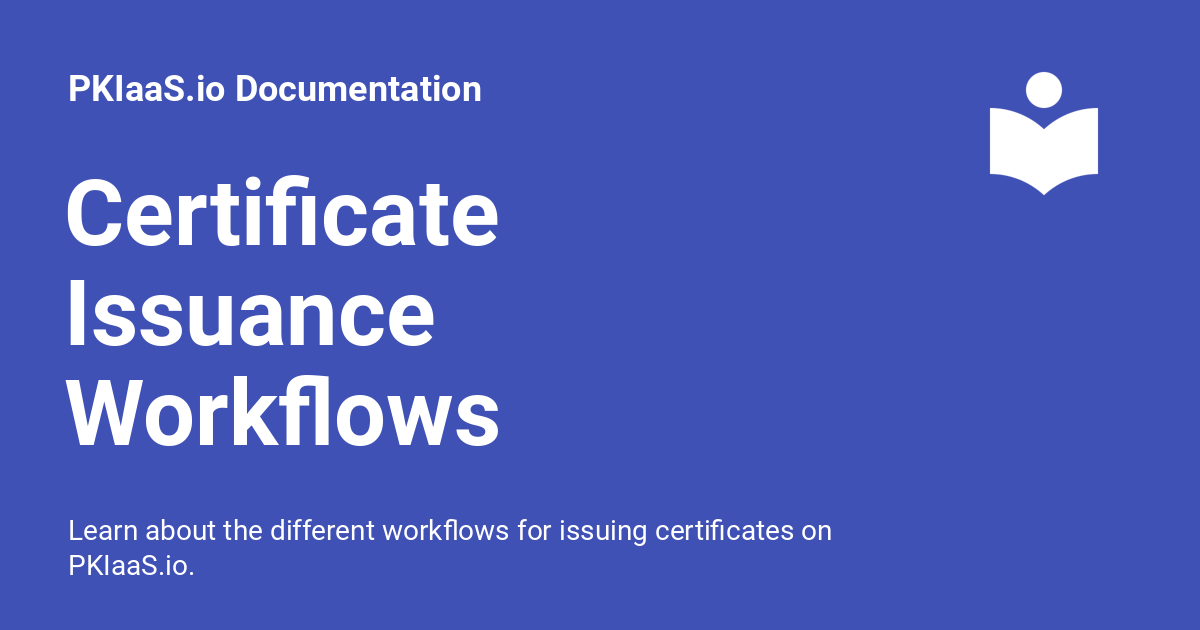 PKIaaS.io Documentation
Certificate
Issuance
Workflows
Learn about the different workflows for issuing certificates on
PKIaaS.io.